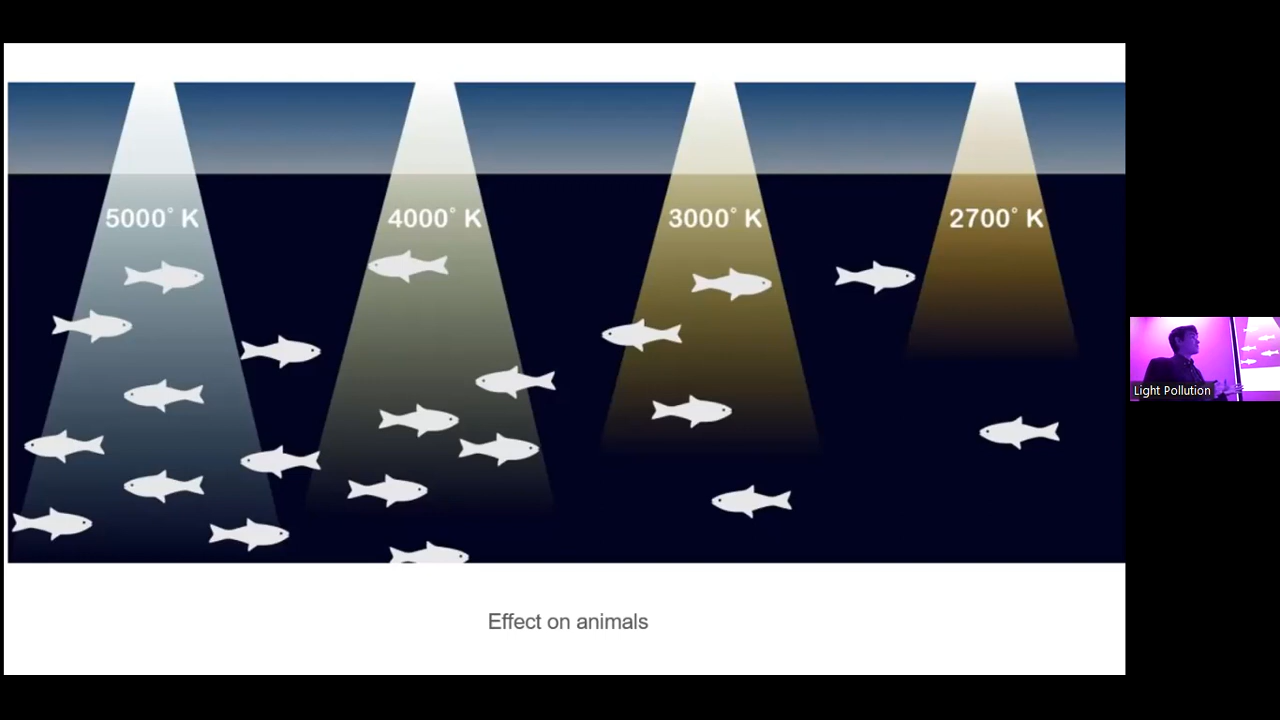 5000° K
4000° K
3000° K
2700° K
Light Pollution
Effect on animals